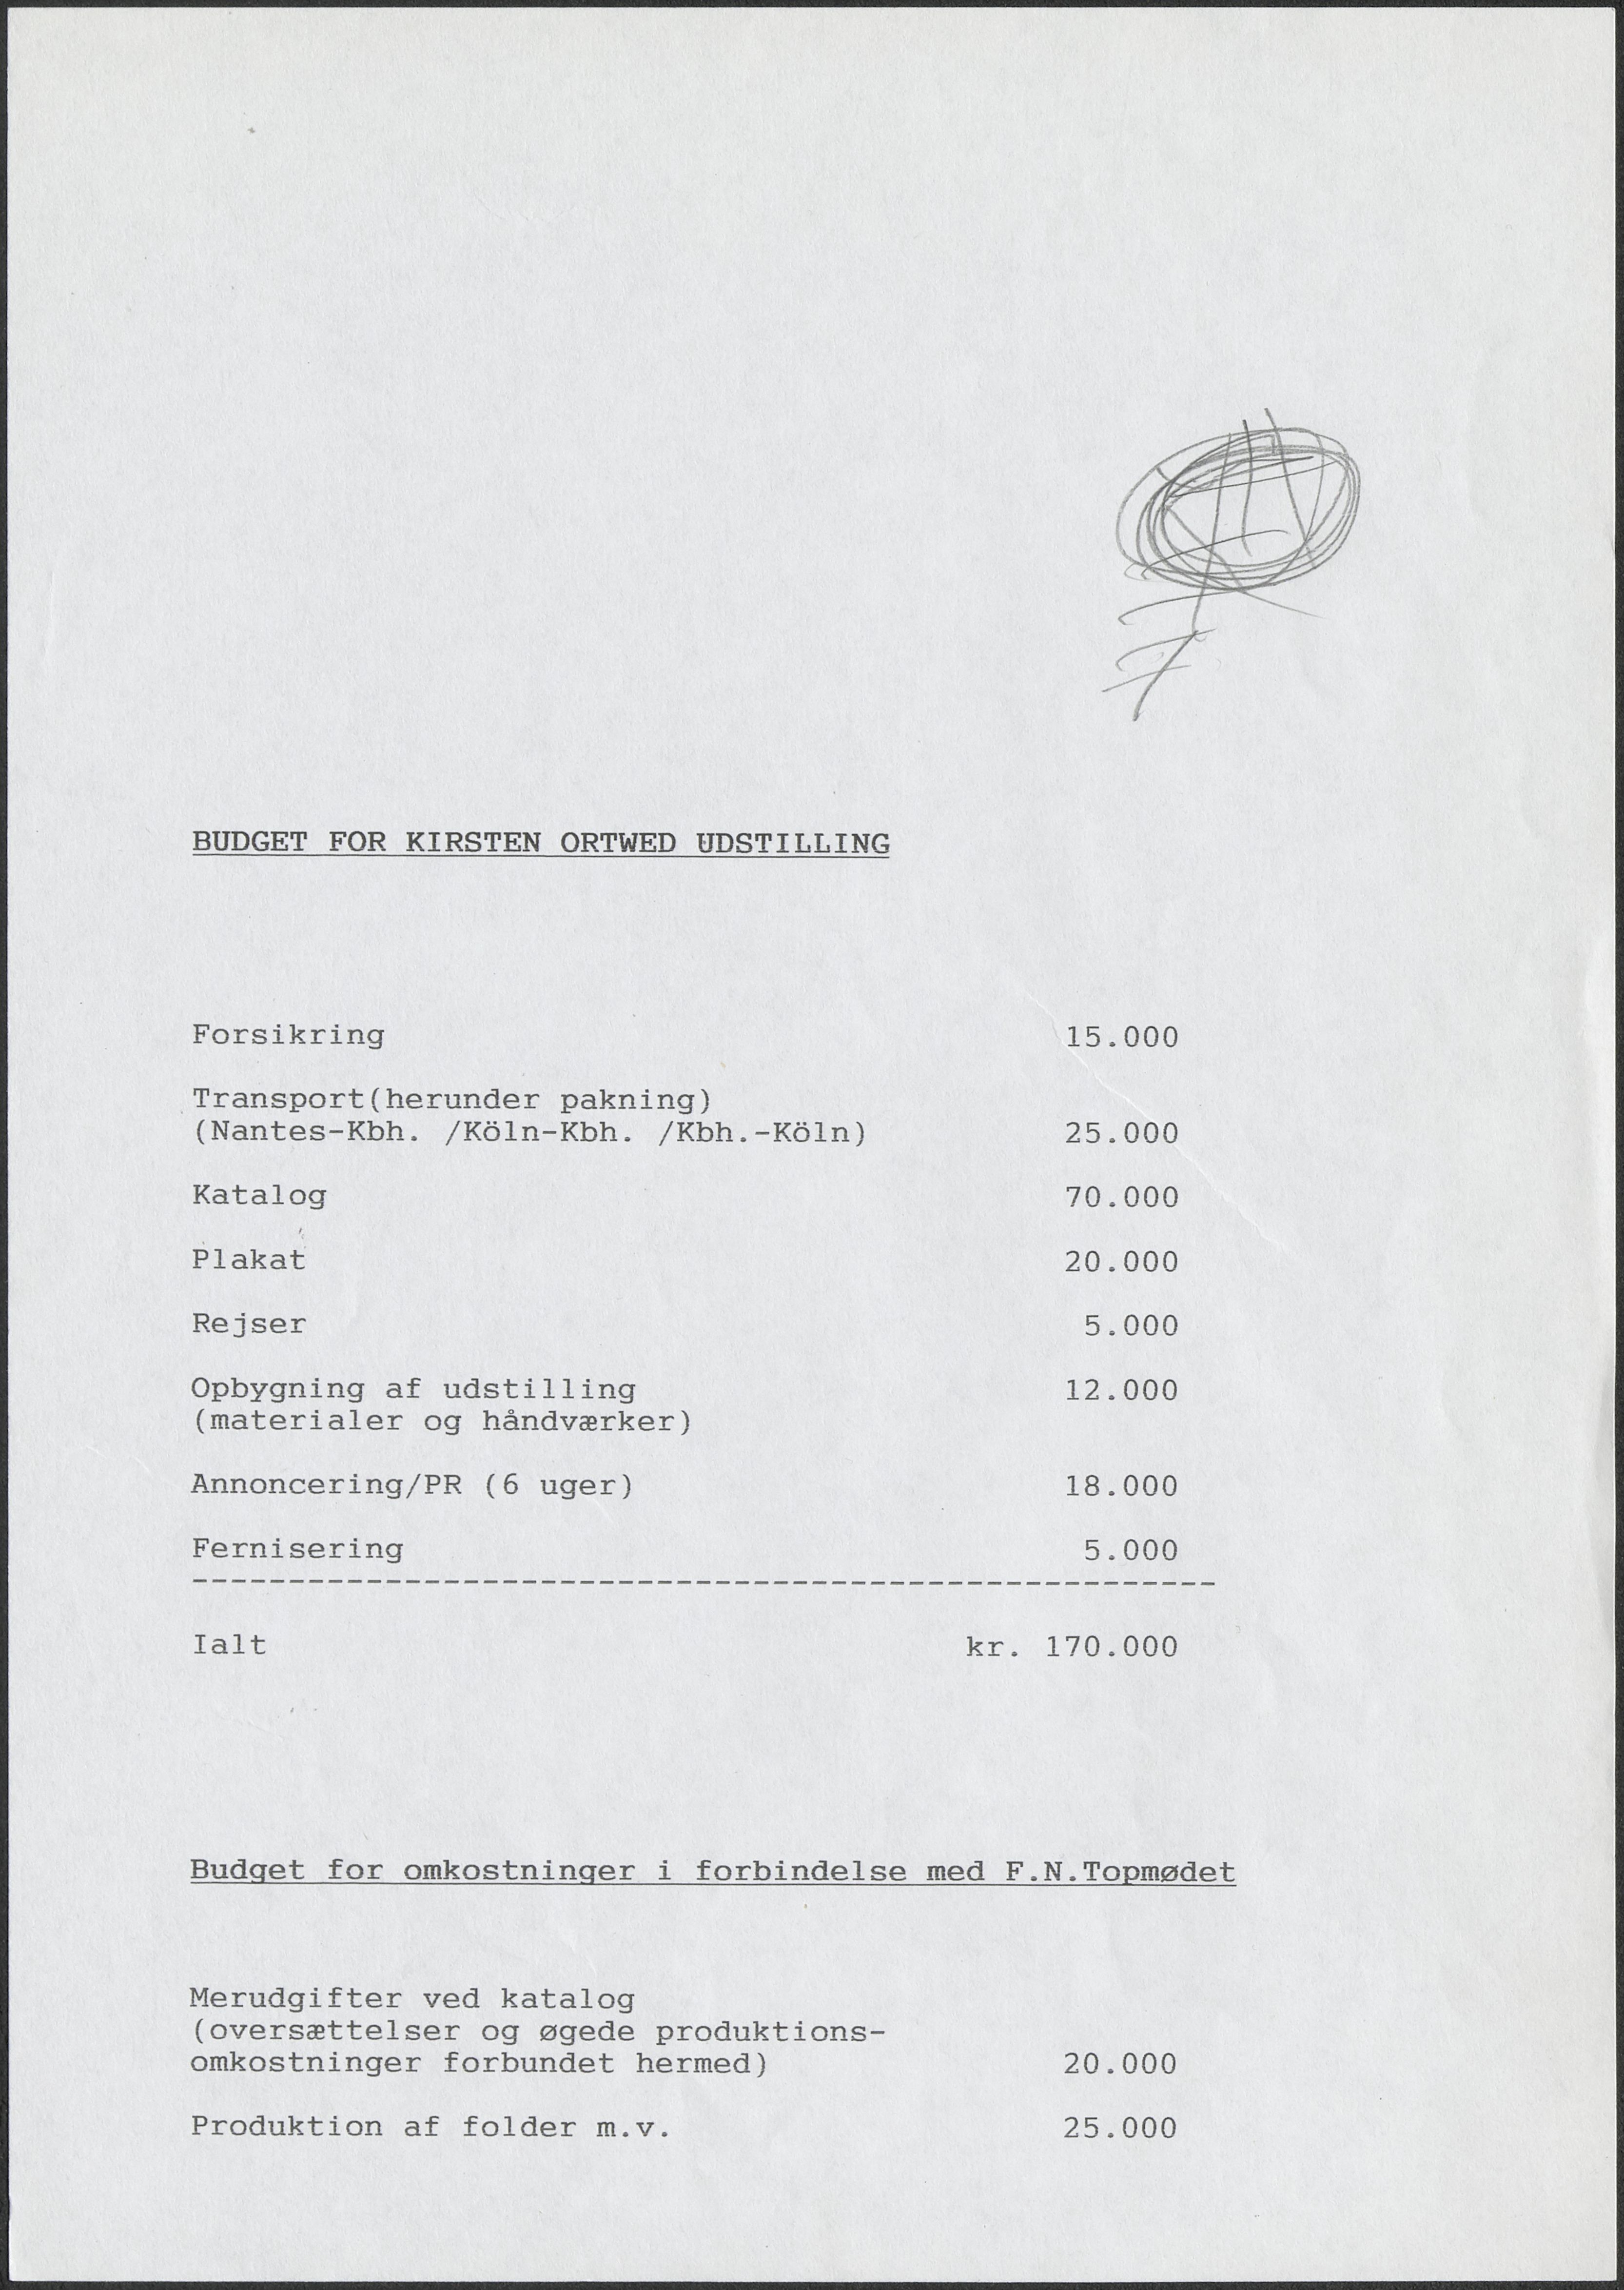 BUDGET FOR KIRSTEN ORTWED UDSTILLING
Forsikring 15.000
Transport(herunder pakning)
(Nantes-Kbh. /Köln-Kbh. /Kbh.-Köln) 25.000
Katalog 70.000
Plakat 20.000
Rejser 5.000
Opbygning af udstilling 12.000
(materialer og håndværker)
Annoncering/PR (6 uger) 18.000
Fernisering 5.000
-----------------------------------------------------
Ialt kr. 170.000
Budget for omkostninger i forbindelse med F.N.Topmødet
Merudgifter ved katalog
(oversættelser og øgede produktions-
omkostninger forbundet hermed) 20.000
Produktion af folder m.v. 25.000